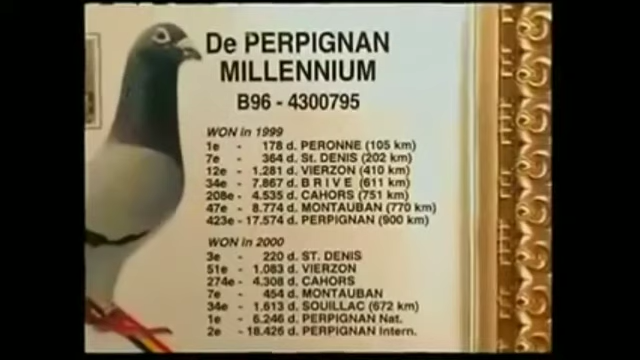 De PERPIGNAN
MILLENNIUM
B96 - 4300795
WON in 1999
1e - 178 d. PERONNE (105 km)
7e - 364 d. St. DENIS (202 km)
12e - 1.281 d. VIERZON (410 km)
34e - 7.867 d. BRIVE (611 km)
208e - 4.535 d. CAHORS (751 km)
47e - 8.774 d. MONTAUBAN (770 km)
423e - 17.574 d. PERPIGNAN (900 km)
WON in 2000
3e - 220 d. ST. DENIS
51e - 1.083 d. VIERZON
274e - 4.308 d. CAHORS
7e - 454 d. MONTAUBAN
34e - 1.613 d. SOUILLAC (672 km)
1e - 6.246 d. PERPIGNAN Nat.
2e - 18.426 d. PERPIGNAN Intern.